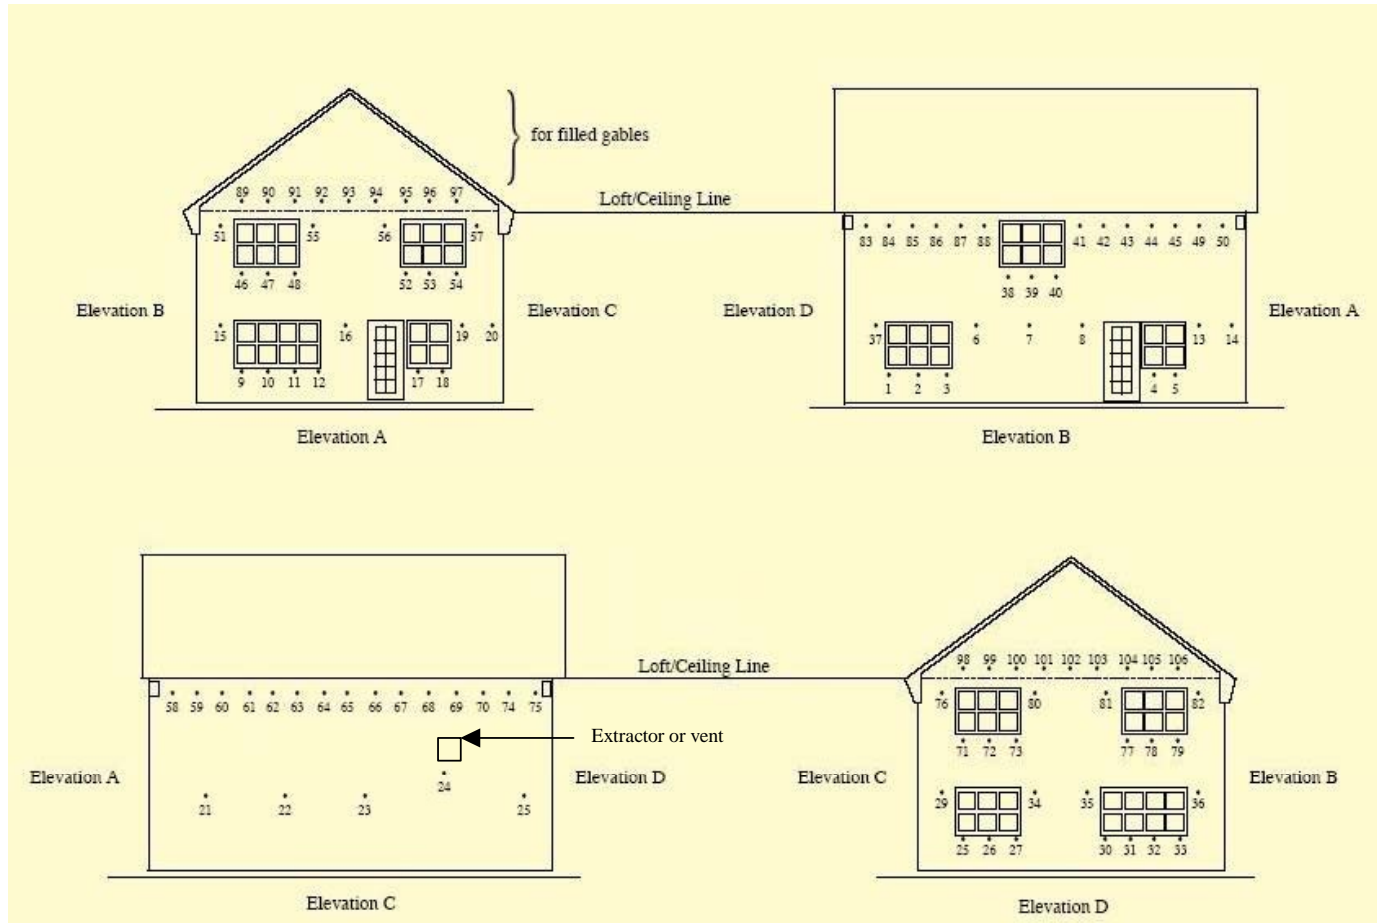 for filled gables
89 90 91 92 93 94 95 96 97
Loft/Ceiling Line
51 55 56 57
46 47 48 52 53 54
Elevation B
Elevation C
15 16 19 20
9 10 11 12 17 18
Elevation A
83 84 85 86 87 88 41 42 43 44 45 49 50
38 39 40
Elevation D
Elevation A
37 6 7 8 13 14
1 2 3 4 5
Elevation B
Loft/Ceiling Line
58 59 60 61 62 63 64 65 66 67 68 69 70 74 75
Extractor or vent
Elevation A
Elevation D
24
21 22 23 25
Elevation C
98 99 100 101 102 103 104 105 106
76 80 81 82
71 72 73 77 78 79
Elevation C
Elevation B
29 34 35 36
25 26 27 30 31 32 33
Elevation D